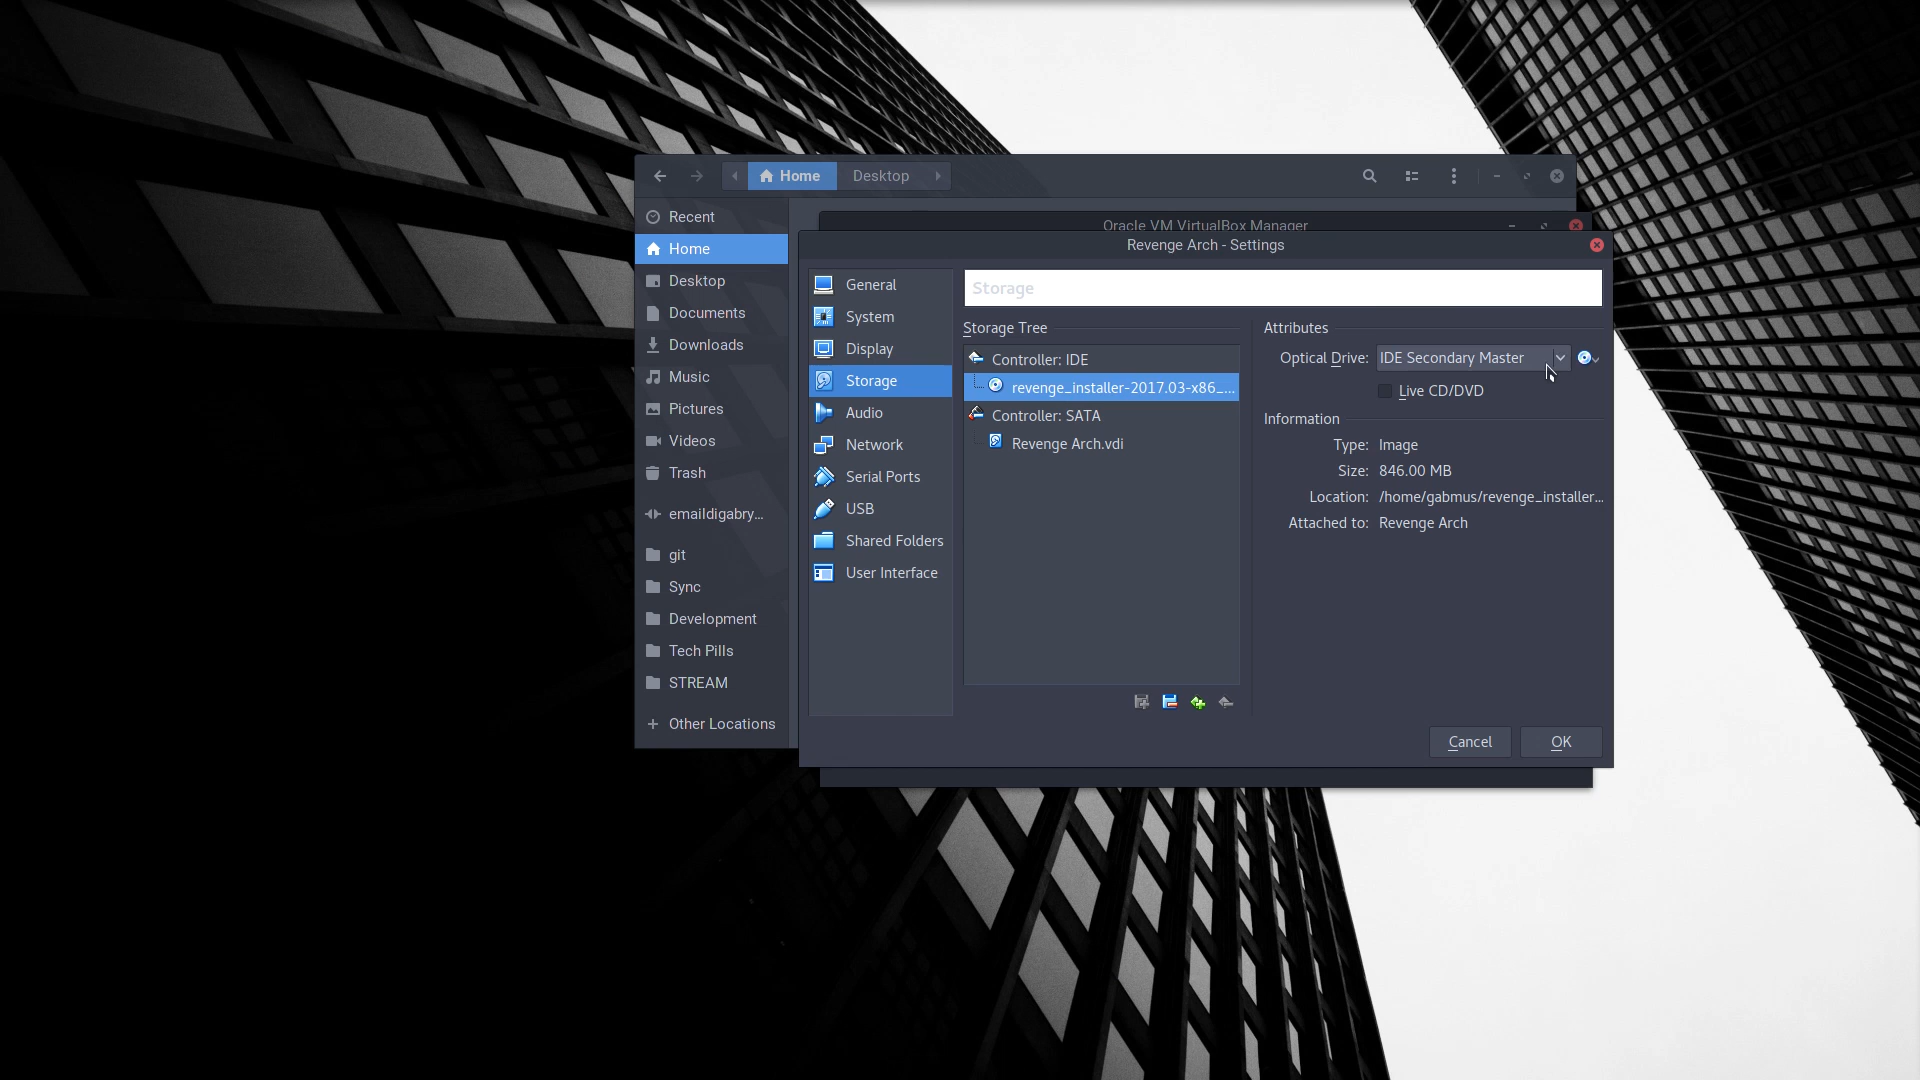 Home
Desktop
Recent
Home
Desktop
Documents
Downloads
Music
Pictures
Videos
Trash
emaildigabry...
git
Sync
Development
Tech Pills
STREAM
Other Locations
Oracle VM VirtualBox Manager
Revenge Arch - Settings
General
System
Display
Storage
Audio
Network
Serial Ports
USB
Shared Folders
User Interface
Storage
Storage Tree
Controller: IDE
revenge_installer-2017.03-x86_...
Controller: SATA
Revenge Arch.vdi
Attributes
Optical Drive: IDE Secondary Master
Live CD/DVD
Information
Type: Image
Size: 846.00 MB
Location: /home/gabmus/revenge_installer...
Attached to: Revenge Arch
Cancel
OK